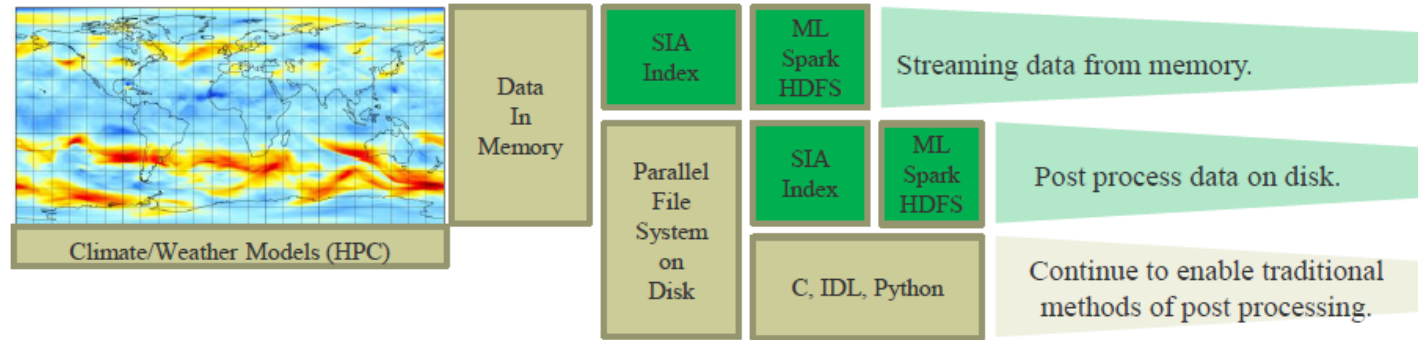 Climate/Weather Models (HPC)
Data
In
Memory
SIA
Index
ML
Spark
HDFS
Streaming data from memory.
Parallel
File
System
on
Disk
SIA
Index
ML
Spark
HDFS
Post process data on disk.
C, IDL, Python
Continue to enable traditional
methods of post processing.